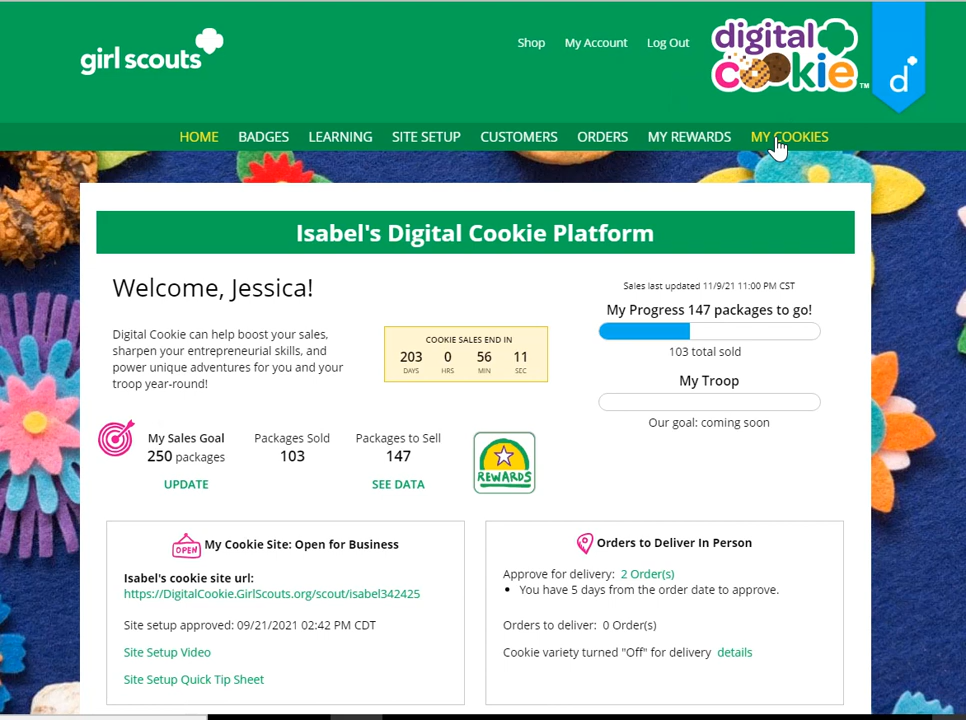 girl scouts
Shop My Account Log Out
digital cookie™
d
HOME BADGES LEARNING SITE SETUP CUSTOMERS ORDERS MY REWARDS MY COOKIES
Isabel's Digital Cookie Platform
Welcome, Jessica!
Digital Cookie can help boost your sales,
sharpen your entrepreneurial skills, and
power unique adventures for you and your
troop year-round!
COOKIE SALES END IN
203 0 56 11
DAYS HRS MIN SEC
Sales last updated 11/9/21 11:00 PM CST
My Progress 147 packages to go!
103 total sold
My Troop
Our goal: coming soon
My Sales Goal
250 packages
UPDATE
Packages Sold
103
Packages to Sell
147
SEE DATA
REWARDS
OPEN
My Cookie Site: Open for Business
Isabel's cookie site url:
https://DigitalCookie.GirlScouts.org/scout/isabel342425
Site setup approved: 09/21/2021 02:42 PM CDT
Site Setup Video
Site Setup Quick Tip Sheet
Orders to Deliver In Person
Approve for delivery: 2 Order(s)
• You have 5 days from the order date to approve.
Orders to deliver: 0 Order(s)
Cookie variety turned "Off" for delivery details